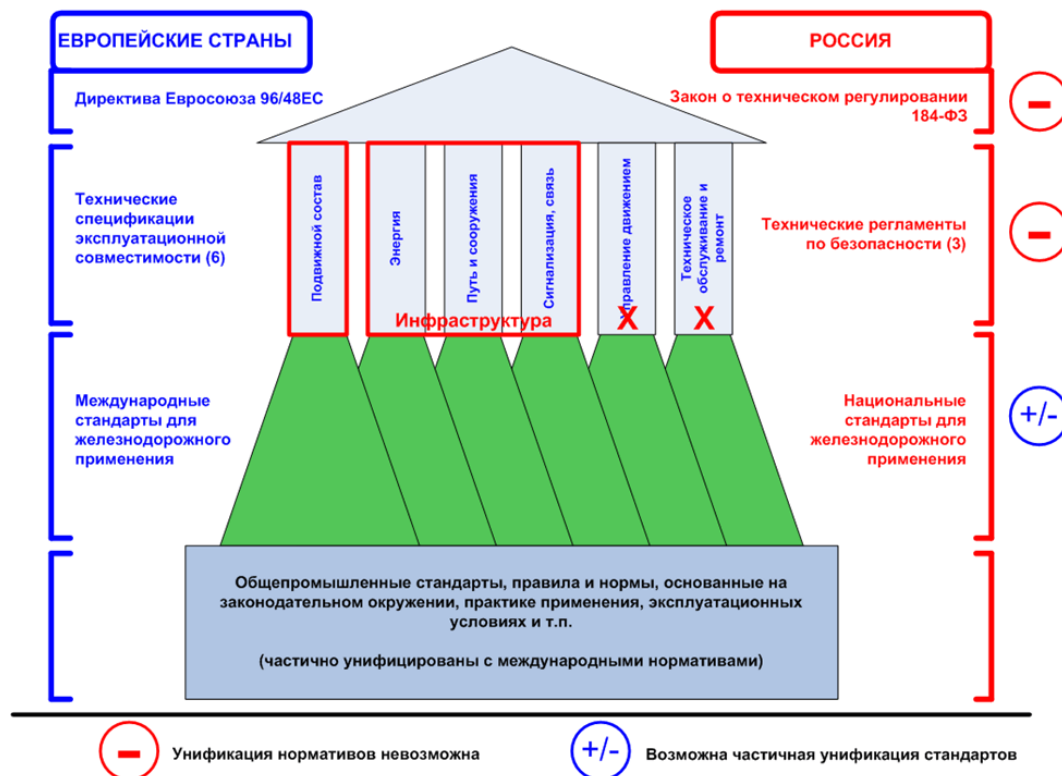 ЕВРОПЕЙСКИЕ СТРАНЫ
РОССИЯ
Директива Евросоюза 96/48ЕС
Закон о техническом регулировании
184-ФЗ
–
Технические
спецификации
эксплуатационной
совместимости (6)
Подвижной состав
Энергия
Путь и сооружения
Сигнализация, связь
Управление движением
Техническое
обслуживание и
ремонт
Инфраструктура
X
X
Технические регламенты
по безопасности (3)
–
Международные
стандарты для
железнодорожного
применения
Национальные
стандарты для
железнодорожного
применения
+/-
Общепромышленные стандарты, правила и нормы, основанные на
законодательном окружении, практике применения, эксплуатационных
условиях и т.п.
(частично унифицированы с международными нормативами)
–
Унификация нормативов невозможна
+/-
Возможна частичная унификация стандартов